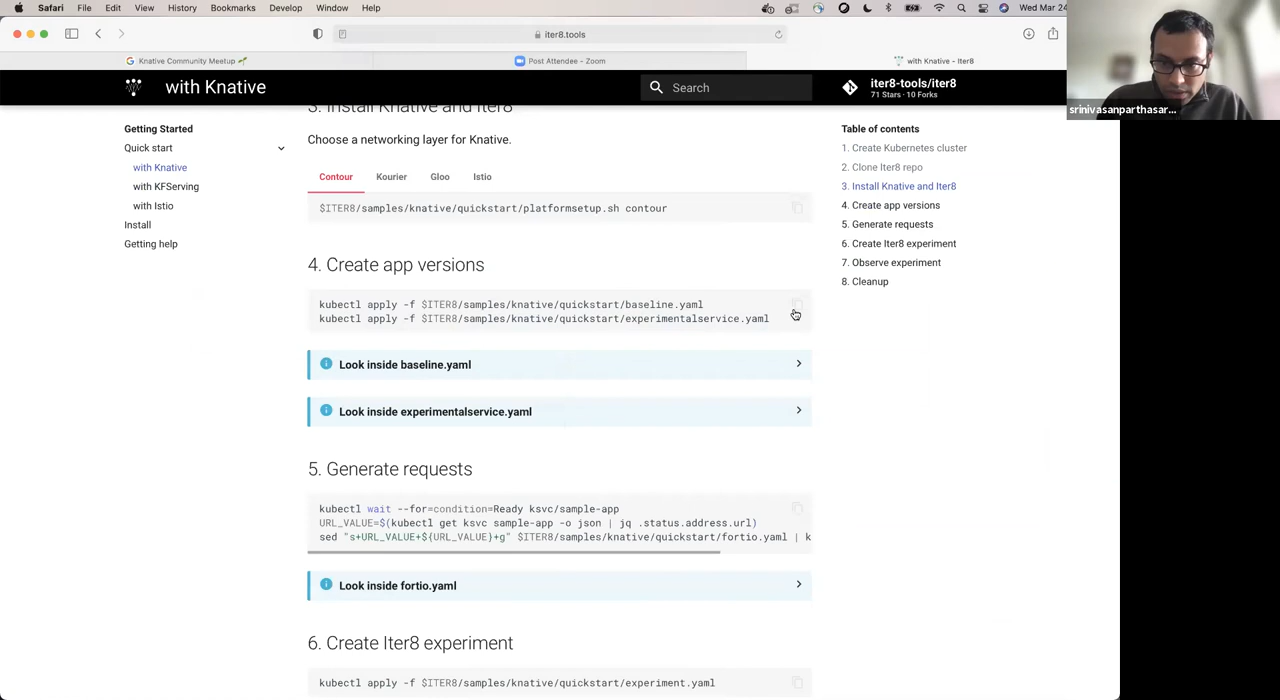 Safari File Edit View History Bookmarks Develop Window Help Wed Mar 24
iter8.tools
Knative Community Meetup
Post Attendee - Zoom
with Knative - Iter8
with Knative
Search
iter8-tools/iter8
71 Stars · 10 Forks
srinivasanparthasar...
Getting Started
Quick start
with Knative
with KFServing
with Istio
Install
Getting help
3. Install Knative and Iter8
Choose a networking layer for Knative.
Contour Kourier Gloo Istio
$ITER8/samples/knative/quickstart/platformsetup.sh contour
4. Create app versions
kubectl apply -f $ITER8/samples/knative/quickstart/baseline.yaml
kubectl apply -f $ITER8/samples/knative/quickstart/experimentalservice.yaml
Look inside baseline.yaml
Look inside experimentalservice.yaml
5. Generate requests
kubectl wait --for=condition=Ready ksvc/sample-app
URL_VALUE=$(kubectl get ksvc sample-app -o json | jq .status.address.url)
sed "s+URL_VALUE+${URL_VALUE}+g" $ITER8/samples/knative/quickstart/fortio.yaml | k
Look inside fortio.yaml
6. Create Iter8 experiment
kubectl apply -f $ITER8/samples/knative/quickstart/experiment.yaml
Table of contents
1. Create Kubernetes cluster
2. Clone Iter8 repo
3. Install Knative and Iter8
4. Create app versions
5. Generate requests
6. Create Iter8 experiment
7. Observe experiment
8. Cleanup